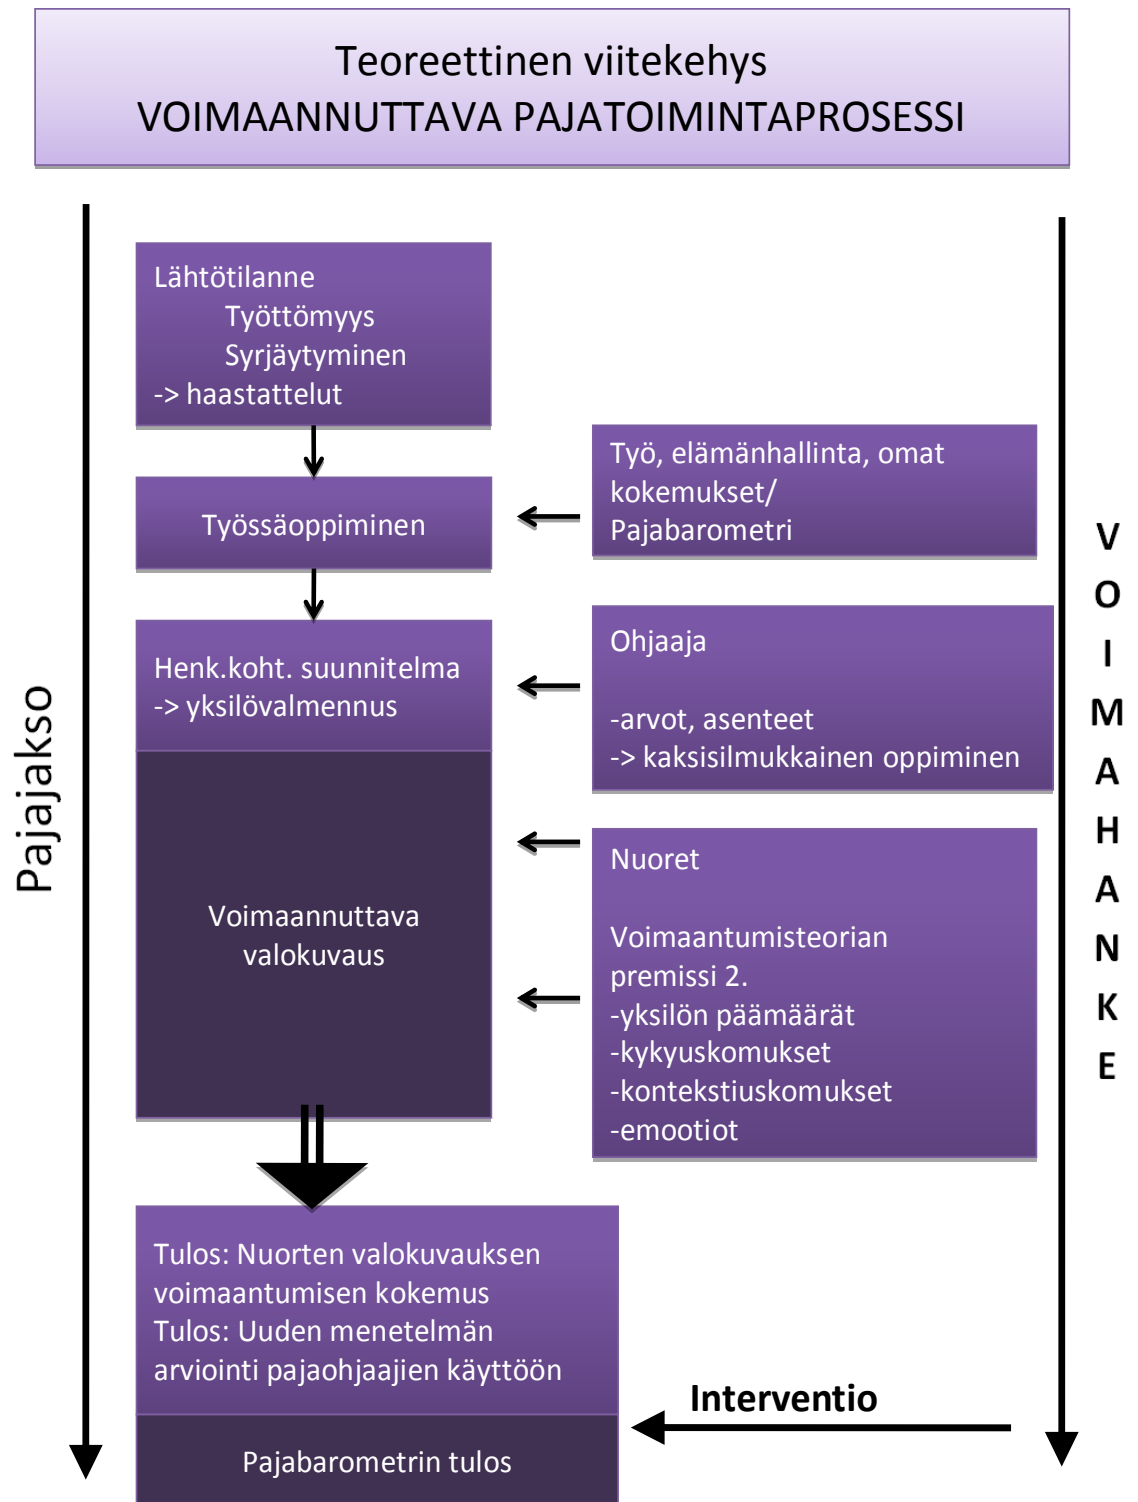 Teoreettinen viitekehys
VOIMAANNUTTAVA PAJATOIMINTAPROSESSI
Pajajakso
Lähtötilanne
Työttömyys
Syrjäytyminen
-> haastattelut
Työssäoppiminen
Työ, elämänhallinta, omat
kokemukset/
Pajabarometri
Henk.koht. suunnitelma
-> yksilövalmennus
Ohjaaja
-arvot, asenteet
-> kaksisilmukkainen oppiminen
Voimaannuttava
valokuvaus
Nuoret
Voimaantumisteorian
premissi 2.
-yksilön päämäärät
-kykyuskomukset
-kontekstiuskomukset
-emootiot
VOIMAHANKE
Tulos: Nuorten valokuvauksen
voimaantumisen kokemus
Tulos: Uuden menetelmän
arviointi pajaohjaajien käyttöön
Interventio
Pajabarometrin tulos